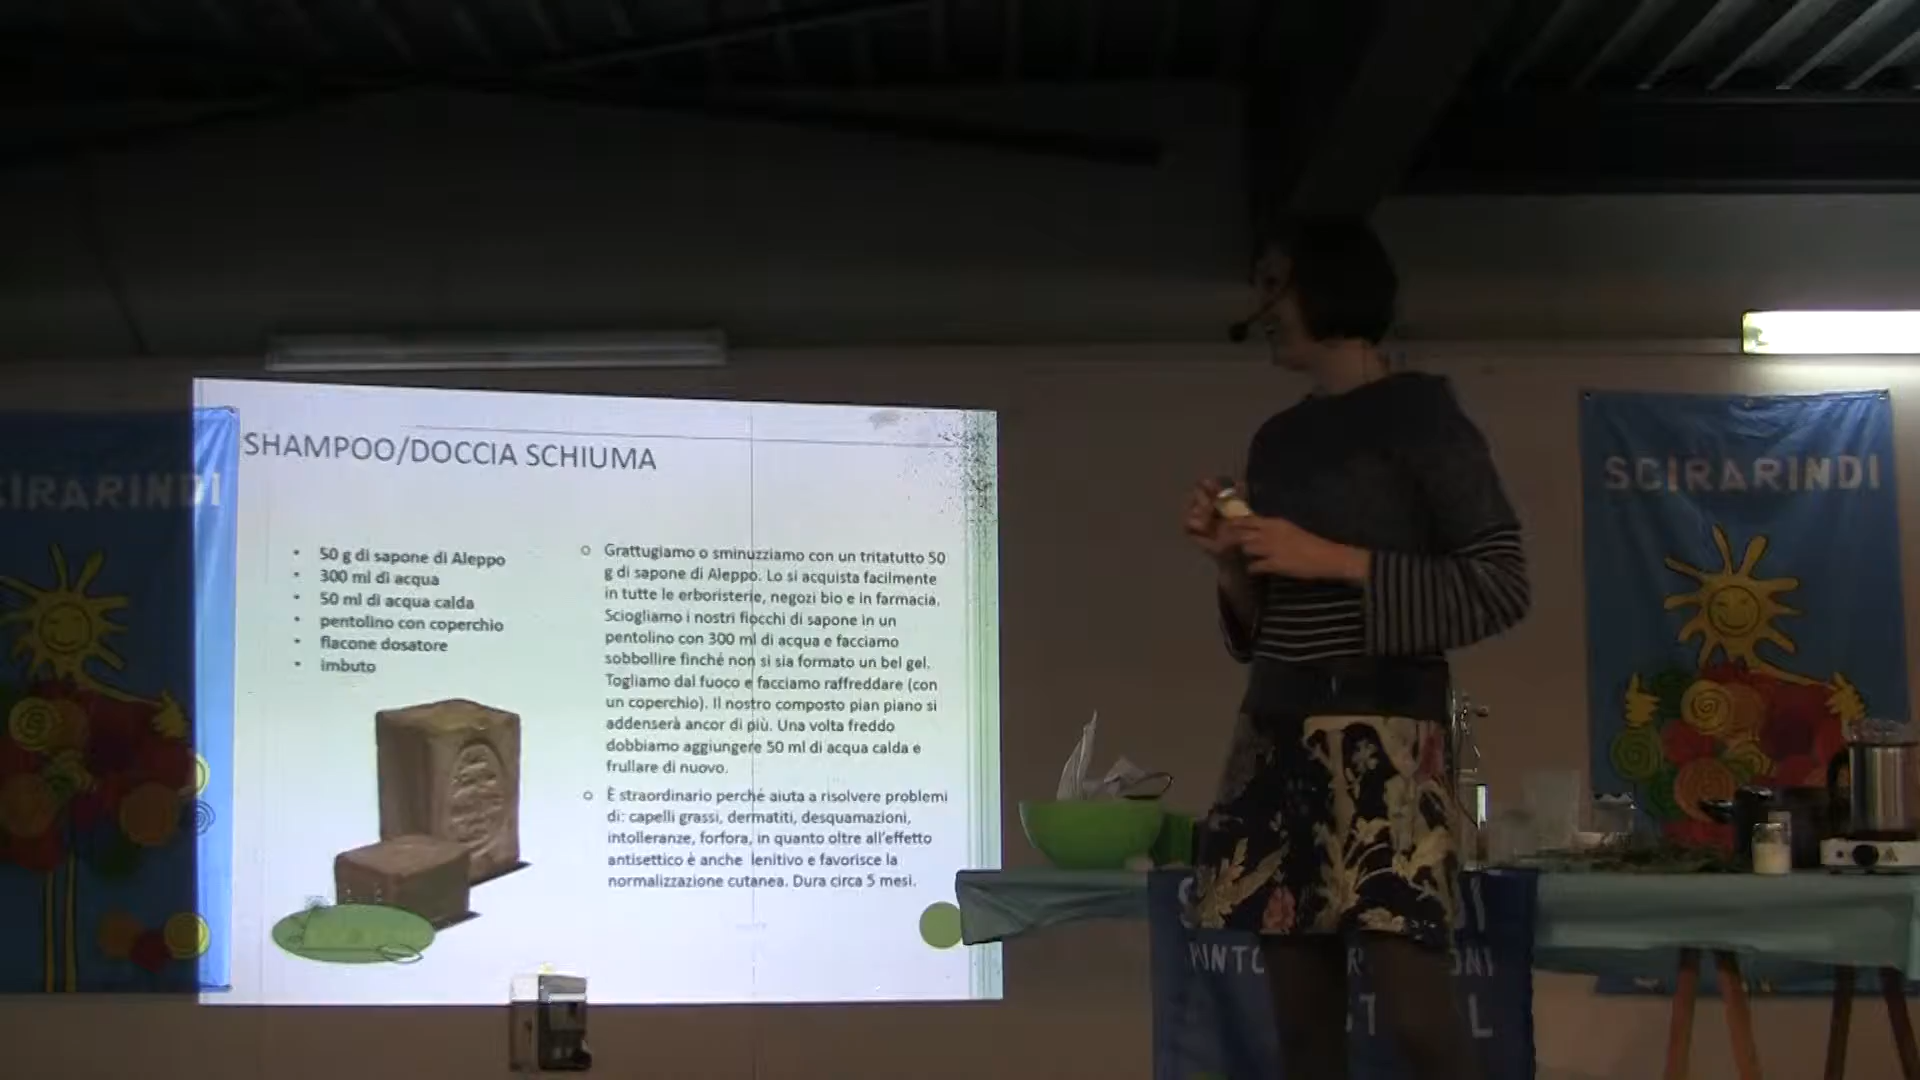 SHAMPOO/DOCCIA SCHIUMA
50 g di sapone di Aleppo
300 ml di acqua
50 ml di acqua calda
pentolino con coperchio
flacone dosatore
imbuto
Grattugiamo o sminuzziamo con un tritatutto 50
g di sapone di Aleppo. Lo si acquista facilmente
in tutte le erboristerie, negozi bio e in farmacia.
Sciogliamo i nostri fiocchi di sapone in un
pentolino con 300 ml di acqua e facciamo
sobbollire finché non si sia formato un bel gel.
Togliamo dal fuoco e facciamo raffreddare (con
un coperchio). Il nostro composto pian piano si
addenserà ancor di più. Una volta freddo
dobbiamo aggiungere 50 ml di acqua calda e
frullare di nuovo.
È straordinario perché aiuta a risolvere problemi
di: capelli grassi, dermatiti, desquamazioni,
intolleranze, forfora, in quanto oltre all'effetto
antisettico è anche lenitivo e favorisce la
normalizzazione cutanea. Dura circa 5 mesi.
CIRARINDI
SCIRARINDI